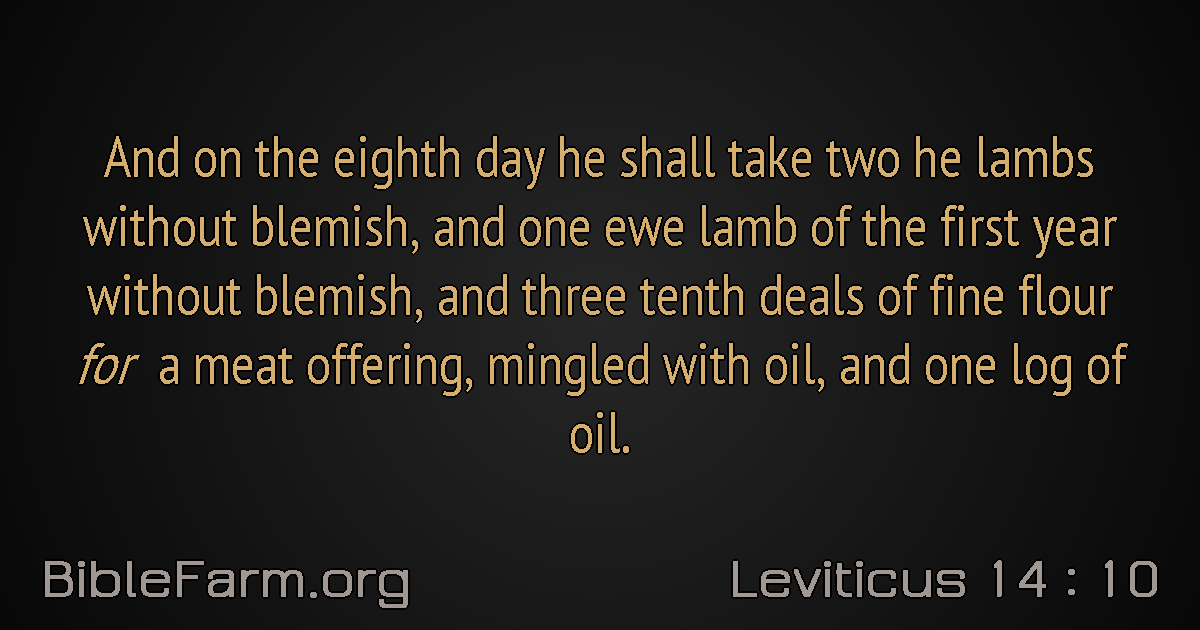 And on the eighth day he shall take two he lambs
without blemish, and one ewe lamb of the first year
without blemish, and three tenth deals of fine flour
for a meat offering, mingled with oil, and one log of
oil.
BibleFarm.org
Leviticus 14 : 10